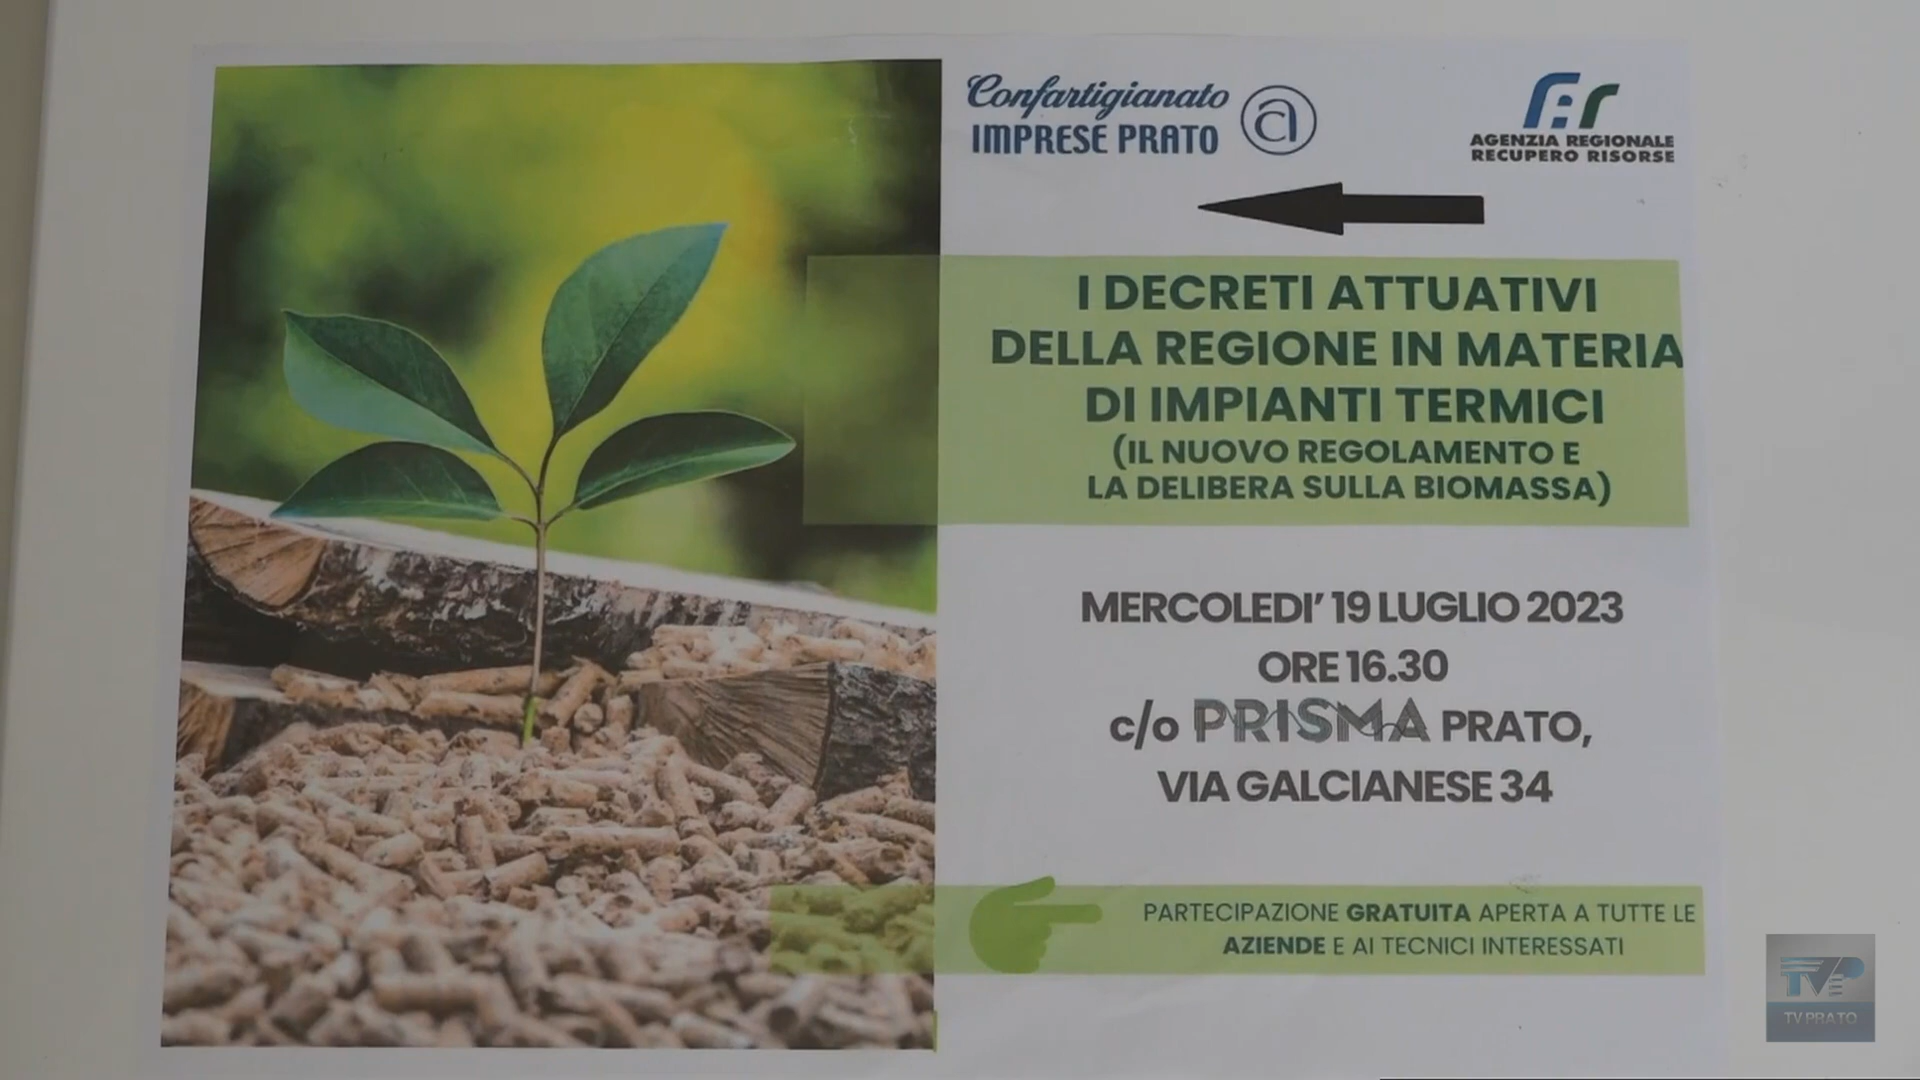 Confartigianato
IMPRESE PRATO
a
AGENZIA REGIONALE
RECUPERO RISORSE
I DECRETI ATTUATIVI
DELLA REGIONE IN MATERIA
DI IMPIANTI TERMICI
(IL NUOVO REGOLAMENTO E
LA DELIBERA SULLA BIOMASSA)
MERCOLEDI' 19 LUGLIO 2023
ORE 16.30
c/o PRISMA PRATO,
VIA GALCIANESE 34
PARTECIPAZIONE GRATUITA APERTA A TUTTE LE
AZIENDE E AI TECNICI INTERESSATI
TVP
TV PRATO